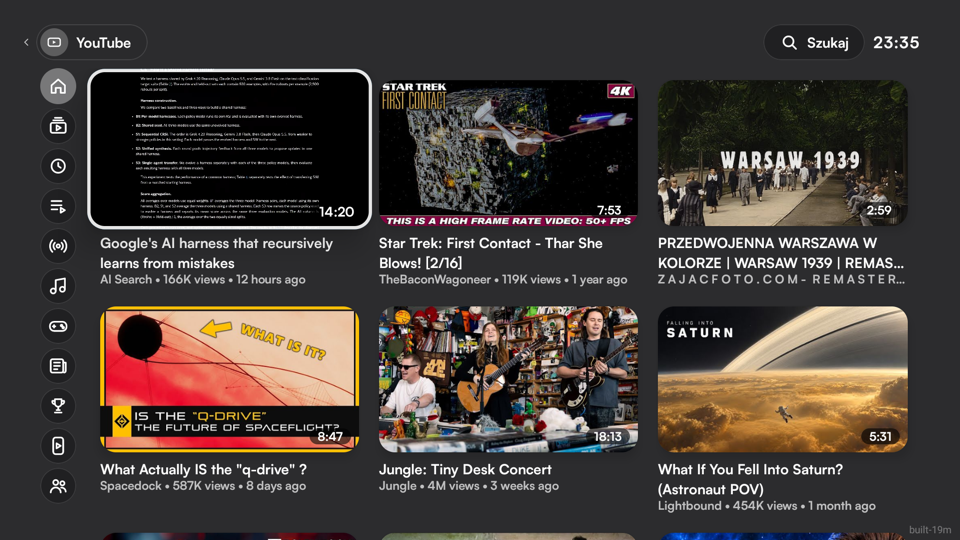 YouTube
Szukaj
23:35
Harness construction.
Score aggregation.
14:20
STAR TREK
FIRST CONTACT
4K
7:53
THIS IS A HIGH FRAME RATE VIDEO: 50+ FPS
WARSAW 1939
2:59
Google's AI harness that recursively
learns from mistakes
AI Search • 166K views • 12 hours ago
Star Trek: First Contact - Thar She
Blows! [2/16]
TheBaconWagoneer • 119K views • 1 year ago
PRZEDWOJENNA WARSZAWA W
KOLORZE | WARSAW 1939 | REMAS...
ZAJACFOTO.COM- REMASTER...
WHAT IS IT?
IS THE "Q-DRIVE"
THE FUTURE OF SPACEFLIGHT?
8:47
18:13
FALLING INTO
SATURN
5:31
What Actually IS the "q-drive" ?
Spacedock • 587K views • 8 days ago
Jungle: Tiny Desk Concert
Jungle • 4M views • 3 weeks ago
What If You Fell Into Saturn?
(Astronaut POV)
Lightbound • 454K views • 1 month ago
built-19m